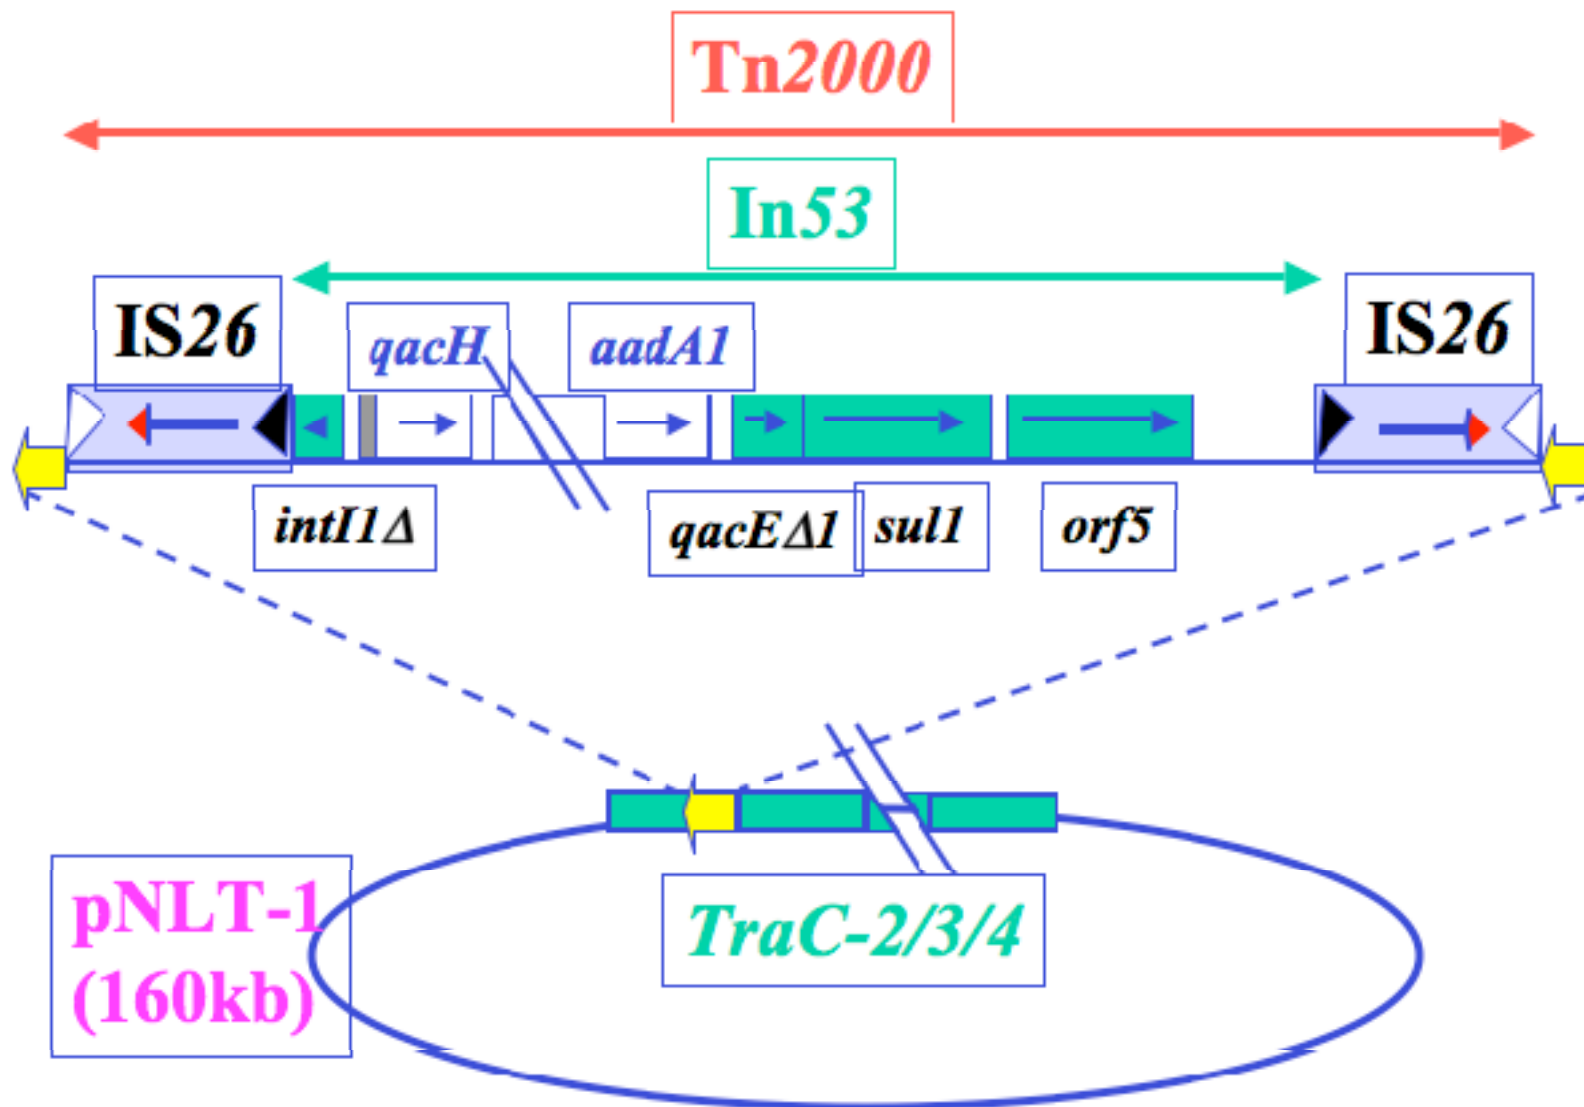 Tn2000
In53
IS26
qacH
aadA1
IS26
intI1Δ
qacEΔ1
sul1
orf5
pNLT-1
(160kb)
TraC-2/3/4